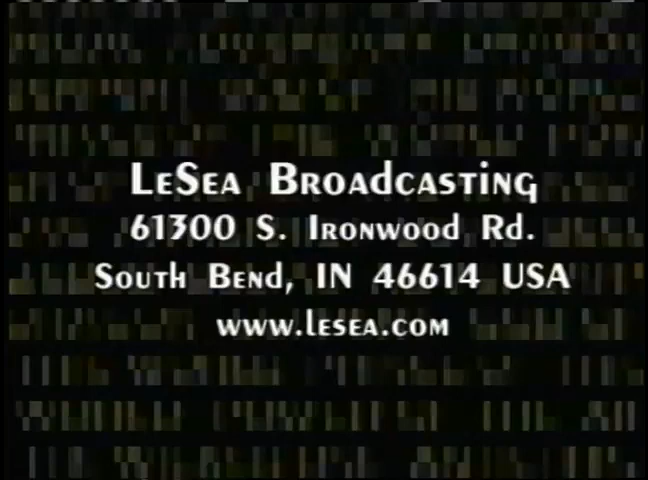 LeSea Broadcasting
61300 S. Ironwood Rd.
South Bend, IN 46614 USA
www.lesea.com